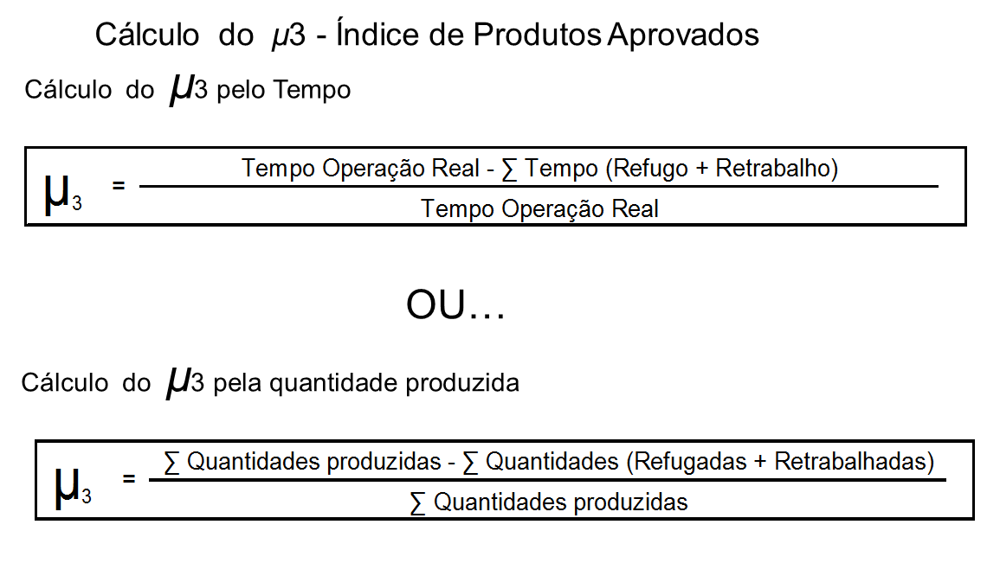 Cálculo do μ3 - Índice de Produtos Aprovados
Cálculo do μ3 pelo Tempo
μ3 = Tempo Operação Real - ∑ Tempo (Refugo + Retrabalho)
Tempo Operação Real
OU…
Cálculo do μ3 pela quantidade produzida
μ3 = ∑ Quantidades produzidas - ∑ Quantidades (Refugadas + Retrabalhadas)
∑ Quantidades produzidas